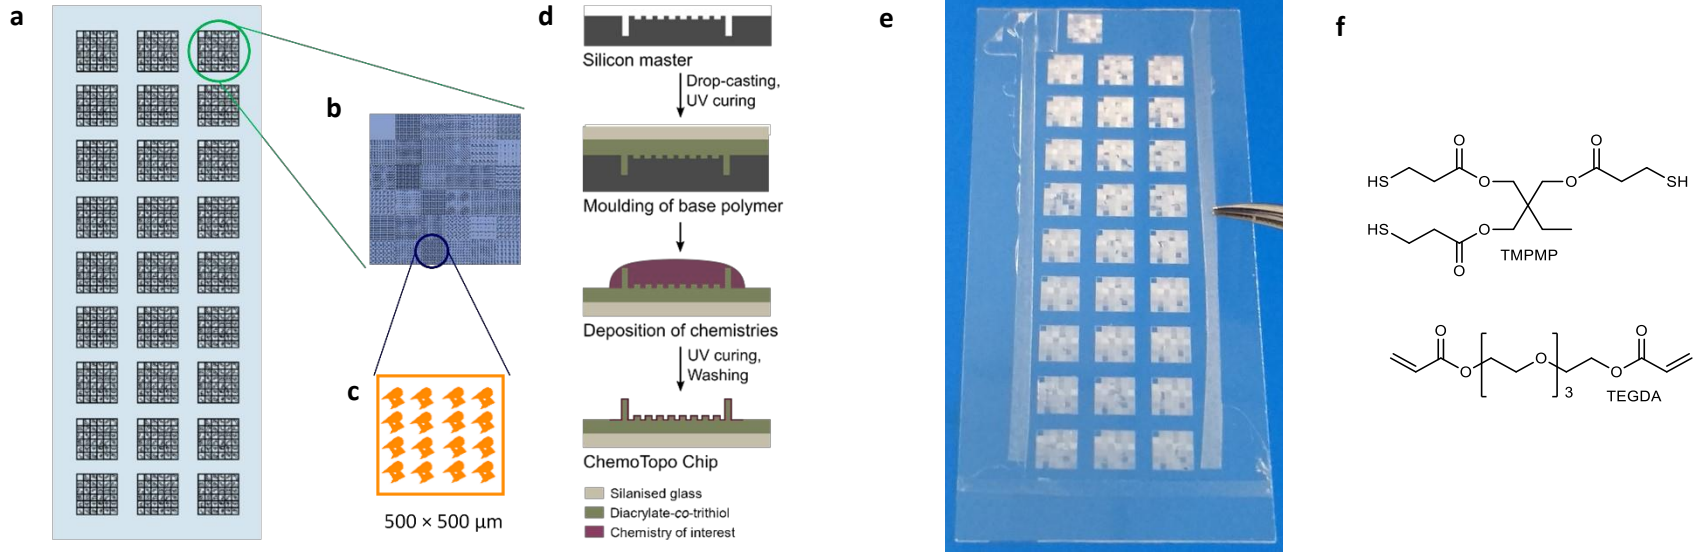 a
b
c
500 × 500 µm
d
Silicon master
Drop-casting,
UV curing
Moulding of base polymer
Deposition of chemistries
UV curing,
Washing
ChemoTopo Chip
Silanised glass
Diacrylate-co-trithiol
Chemistry of interest
e
f
O
O
HS
O
O
SH
HS
O
O
TMPMP
O
O
O
O
O
3
TEGDA